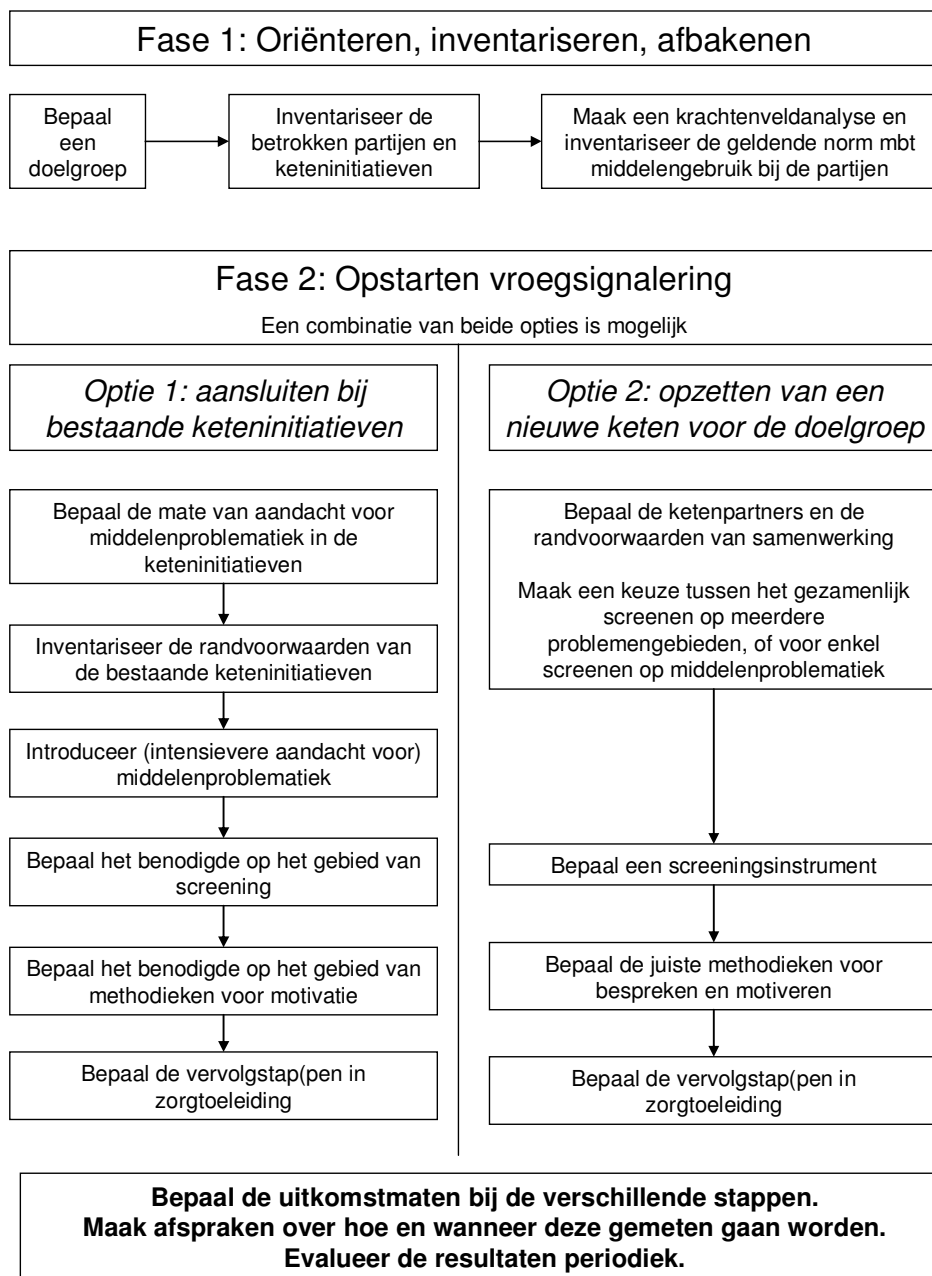 Fase 1: Oriënteren, inventariseren, afbakenen
Bepaal
een
doelgroep
Inventariseer de
betrokken partijen en
keteninitiatieven
Maak een krachtenveldanalyse en
inventariseer de geldende norm mbt
middelengebruik bij de partijen
Fase 2: Opstarten vroegsignalering
Een combinatie van beide opties is mogelijk
Optie 1: aansluiten bij
bestaande keteninitiatieven
Bepaal de mate van aandacht voor
middelenproblematiek in de
keteninitiatieven
Inventariseer de randvoorwaarden van
de bestaande keteninitiatieven
Introduceer (intensievere aandacht voor)
middelenproblematiek
Bepaal het benodigde op het gebied van
screening
Bepaal het benodigde op het gebied van
methodieken voor motivatie
Bepaal de vervolgstap(pen in
zorgtoeleiding
Optie 2: opzetten van een
nieuwe keten voor de doelgroep
Bepaal de ketenpartners en de
randvoorwaarden van samenwerking
Maak een keuze tussen het gezamenlijk
screenen op meerdere
problemengebieden, of voor enkel
screenen op middelenproblematiek
Bepaal een screeningsinstrument
Bepaal de juiste methodieken voor
bespreken en motiveren
Bepaal de vervolgstap(pen in
zorgtoeleiding
Bepaal de uitkomstmaten bij de verschillende stappen.
Maak afspraken over hoe en wanneer deze gemeten gaan worden.
Evalueer de resultaten periodiek.